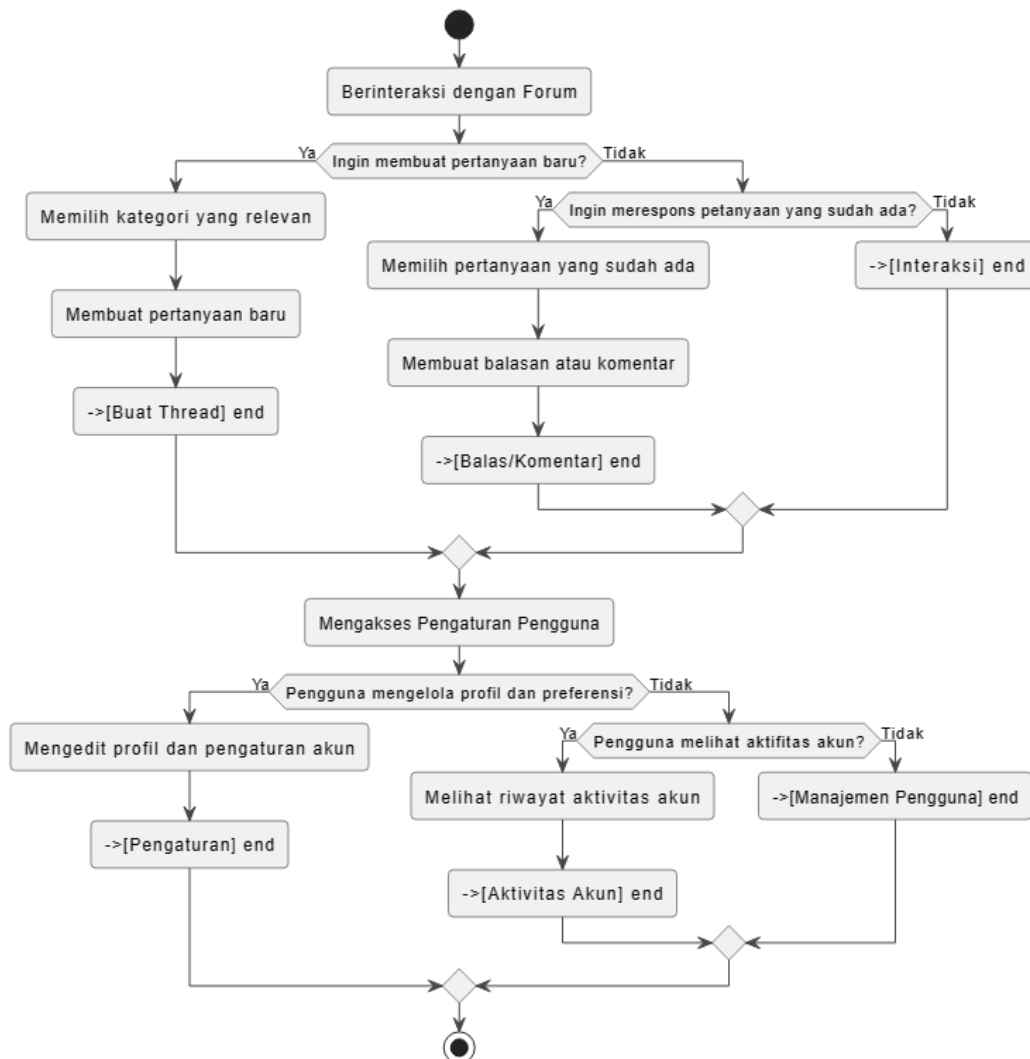 Berinteraksi dengan Forum
Ya
Ingin membuat pertanyaan baru?
Tidak
Memilih kategori yang relevan
Ya
Ingin merespons petanyaan yang sudah ada?
Tidak
Memilih pertanyaan yang sudah ada
->[Interaksi] end
Membuat pertanyaan baru
Membuat balasan atau komentar
->[Buat Thread] end
->[Balas/Komentar] end
Mengakses Pengaturan Pengguna
Ya
Pengguna mengelola profil dan preferensi?
Tidak
Mengedit profil dan pengaturan akun
Ya
Pengguna melihat aktifitas akun?
Tidak
Melihat riwayat aktivitas akun
->[Manajemen Pengguna] end
->[Pengaturan] end
->[Aktivitas Akun] end